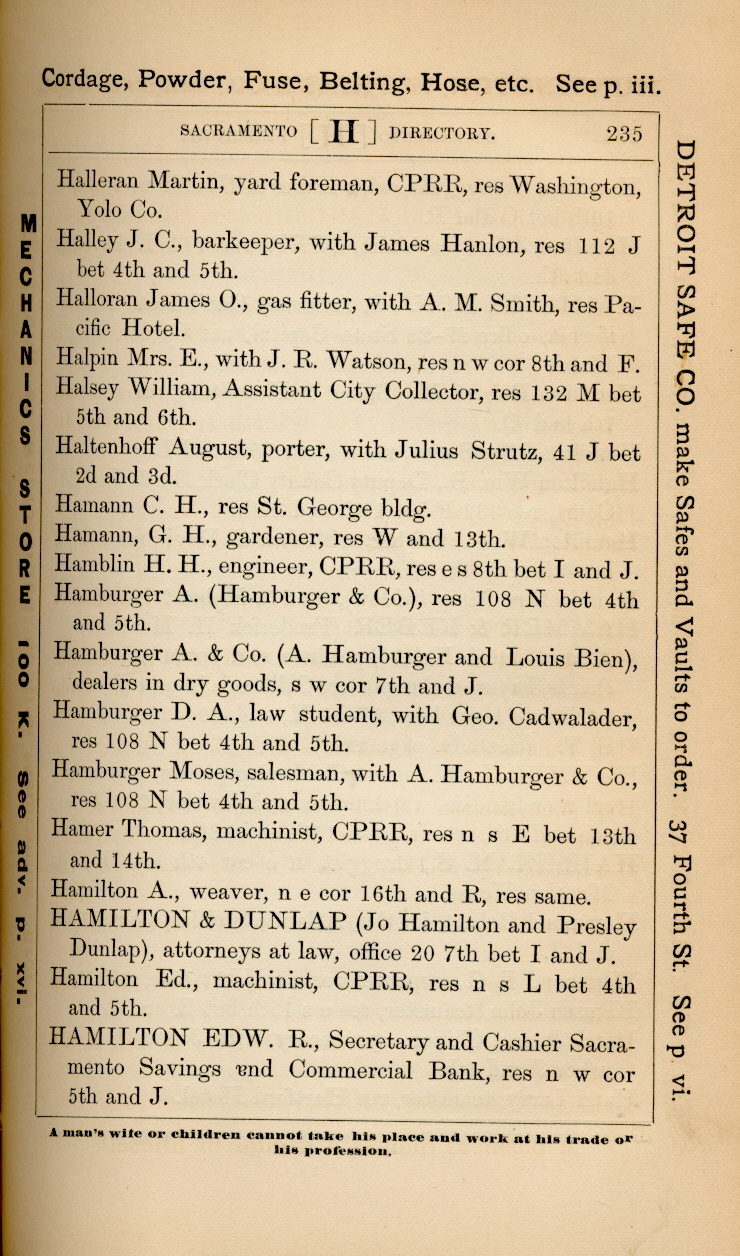 Cordage, Powder, Fuse, Belting, Hose, etc. See p. iii.
SACRAMENTO [ H ] DIRECTORY. 235
Halleran Martin, yard foreman, CPRR, res Washington,
Yolo Co.
Halley J. C., barkeeper, with James Hanlon, res 112 J
bet 4th and 5th.
Halloran James O., gas fitter, with A. M. Smith, res Pa-
cific Hotel.
Halpin Mrs. E., with J. R. Watson, res n w cor 8th and F.
Halsey William, Assistant City Collector, res 132 M bet
5th and 6th.
Haltenhoff August, porter, with Julius Strutz, 41 J bet
2d and 3d.
Hamann C. H., res St. George bldg.
Hamann, G. H., gardener, res W and 13th.
Hamblin H. H., engineer, CPRR, res e s 8th bet I and J.
Hamburger A. (Hamburger & Co.), res 108 N bet 4th
and 5th.
Hamburger A. & Co. (A. Hamburger and Louis Bien),
dealers in dry goods, s w cor 7th and J.
Hamburger D. A., law student, with Geo. Cadwalader,
res 108 N bet 4th and 5th.
Hamburger Moses, salesman, with A. Hamburger & Co.,
res 108 N bet 4th and 5th.
Hamer Thomas, machinist, CPRR, res n s E bet 13th
and 14th.
Hamilton A., weaver, n e cor 16th and R, res same.
HAMILTON & DUNLAP (Jo Hamilton and Presley
Dunlap), attorneys at law, office 20 7th bet I and J.
Hamilton Ed., machinist, CPRR, res n s L bet 4th
and 5th.
HAMILTON EDW. R., Secretary and Cashier Sacra-
mento Savings end Commercial Bank, res n w cor
5th and J.
A man's wife or children cannot take his place and work at his trade or
his profession.
MECHANICS STORE 100 K. See adv. p. xvi.
DETROIT SAFE CO. make Safes and Vaults to order. 37 Fourth St. See p vi.